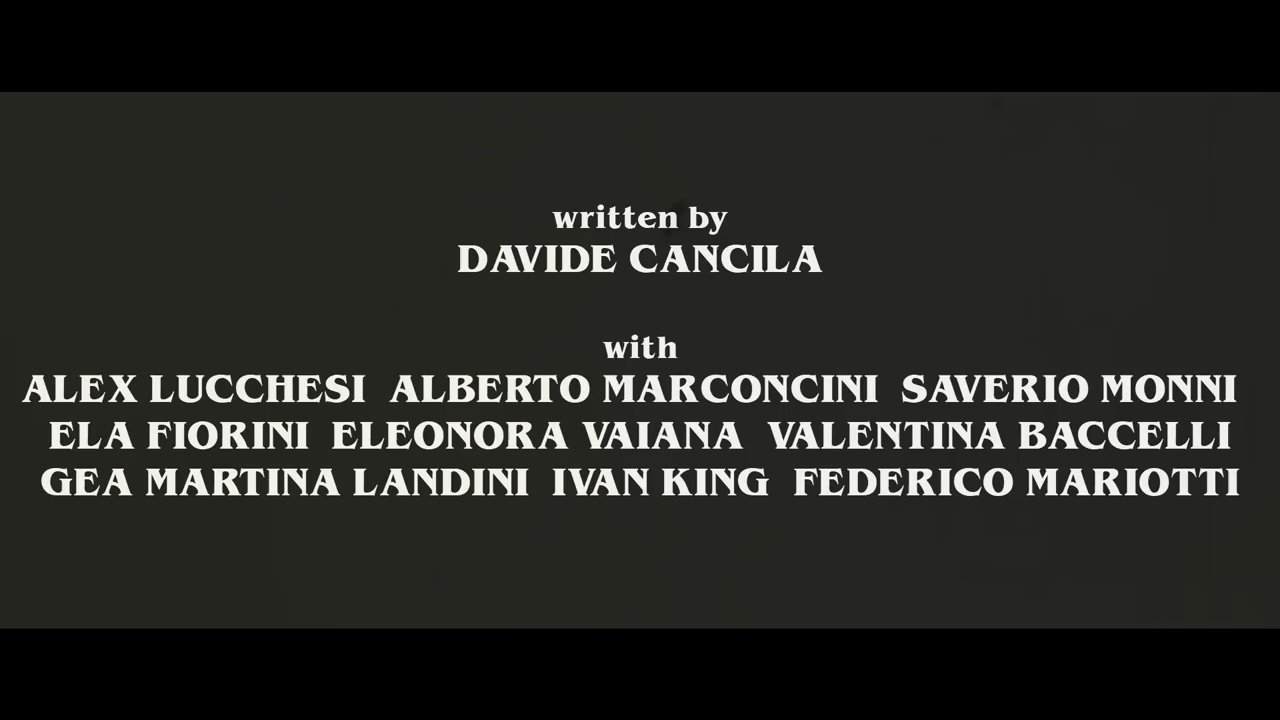 written by
DAVIDE CANCILA
with
ALEX LUCCHESI ALBERTO MARCONCINI SAVERIO MONNI
ELA FIORINI ELEONORA VAIANA VALENTINA BACCELLI
GEA MARTINA LANDINI IVAN KING FEDERICO MARIOTTI